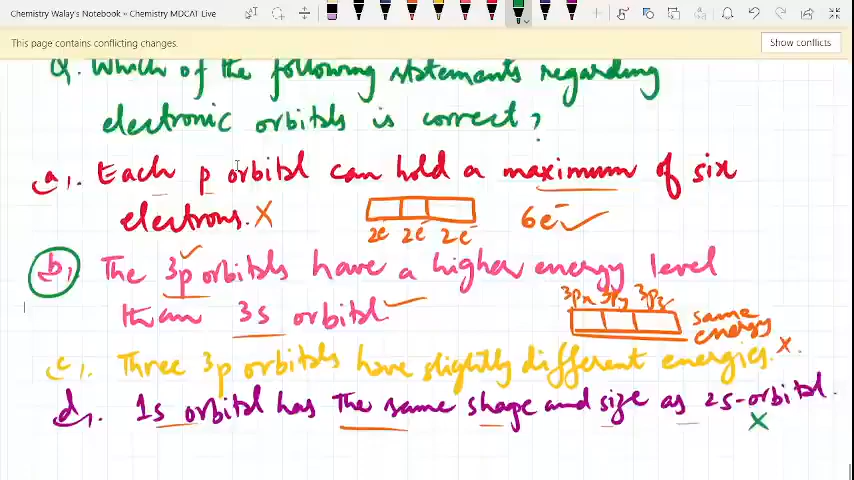 Chemistry Walay's Notebook » Chemistry MDCAT Live
This page contains conflicting changes.
Show conflicts
Q. Which of the following statements regarding
electronic orbitals is correct?
a). Each p orbital can hold a maximum of six
electrons. X
2e⁻ 2e⁻ 2e⁻
6e⁻ ✓
b) The 3p orbitals have a higher energy level
than 3s orbital ✓
3px 3py 3pz
same
energy
c). Three 3p orbitals have slightly different energies. X
d) 1s orbital has the same shape and size as 2s-orbital.
X